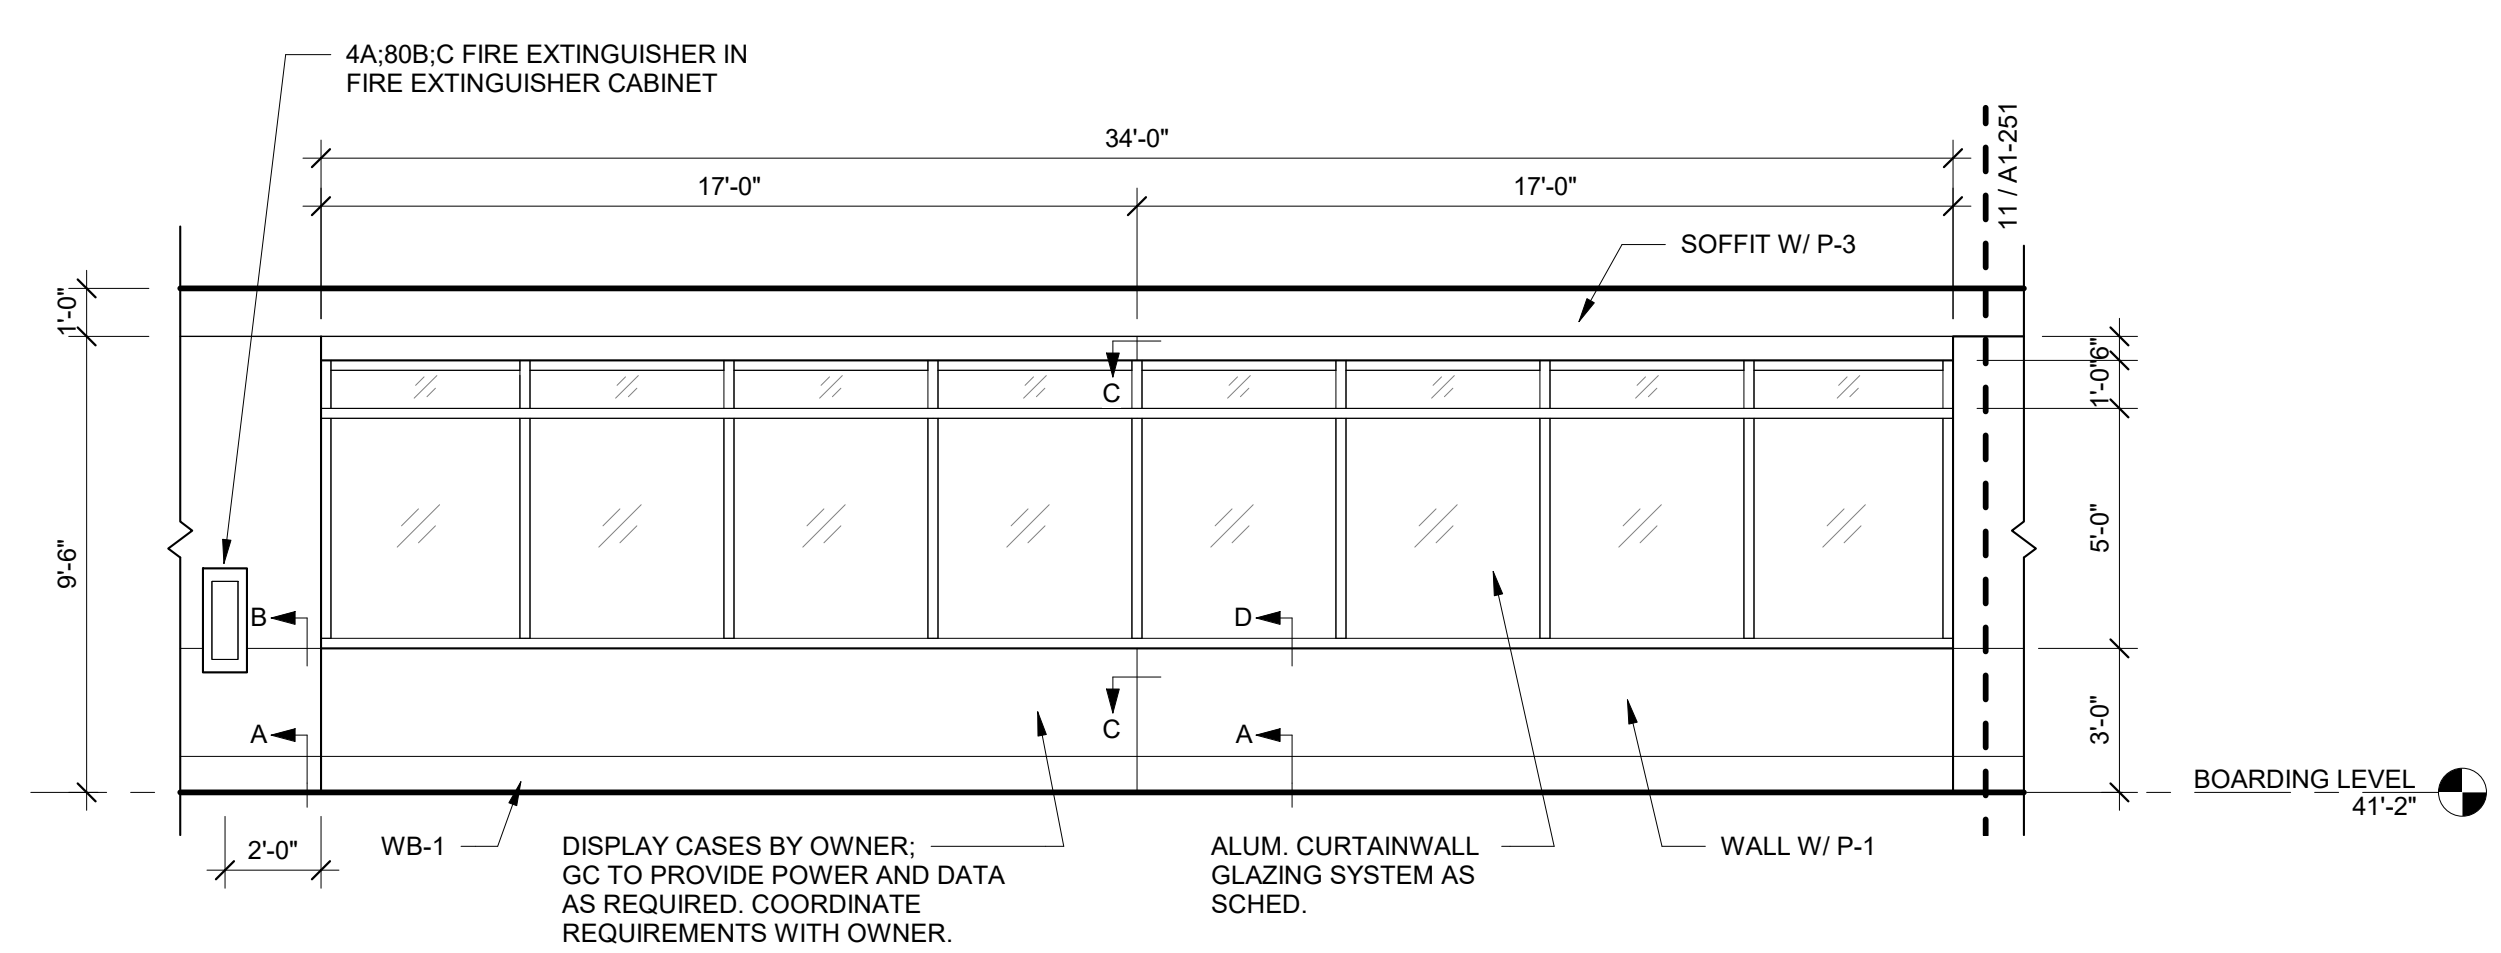 4A;80B;C FIRE EXTINGUISHER IN
FIRE EXTINGUISHER CABINET
11 / A1-251
34'-0"
17'-0"
17'-0"
SOFFIT W/ P-3
1'-0"
6"
1'-0"
C
9'-6"
5'-0"
B
D
3'-0"
A
C
A
BOARDING LEVEL
41'-2"
2'-0"
WB-1
DISPLAY CASES BY OWNER;
GC TO PROVIDE POWER AND DATA
AS REQUIRED. COORDINATE
REQUIREMENTS WITH OWNER.
ALUM. CURTAINWALL
GLAZING SYSTEM AS
SCHED.
WALL W/ P-1